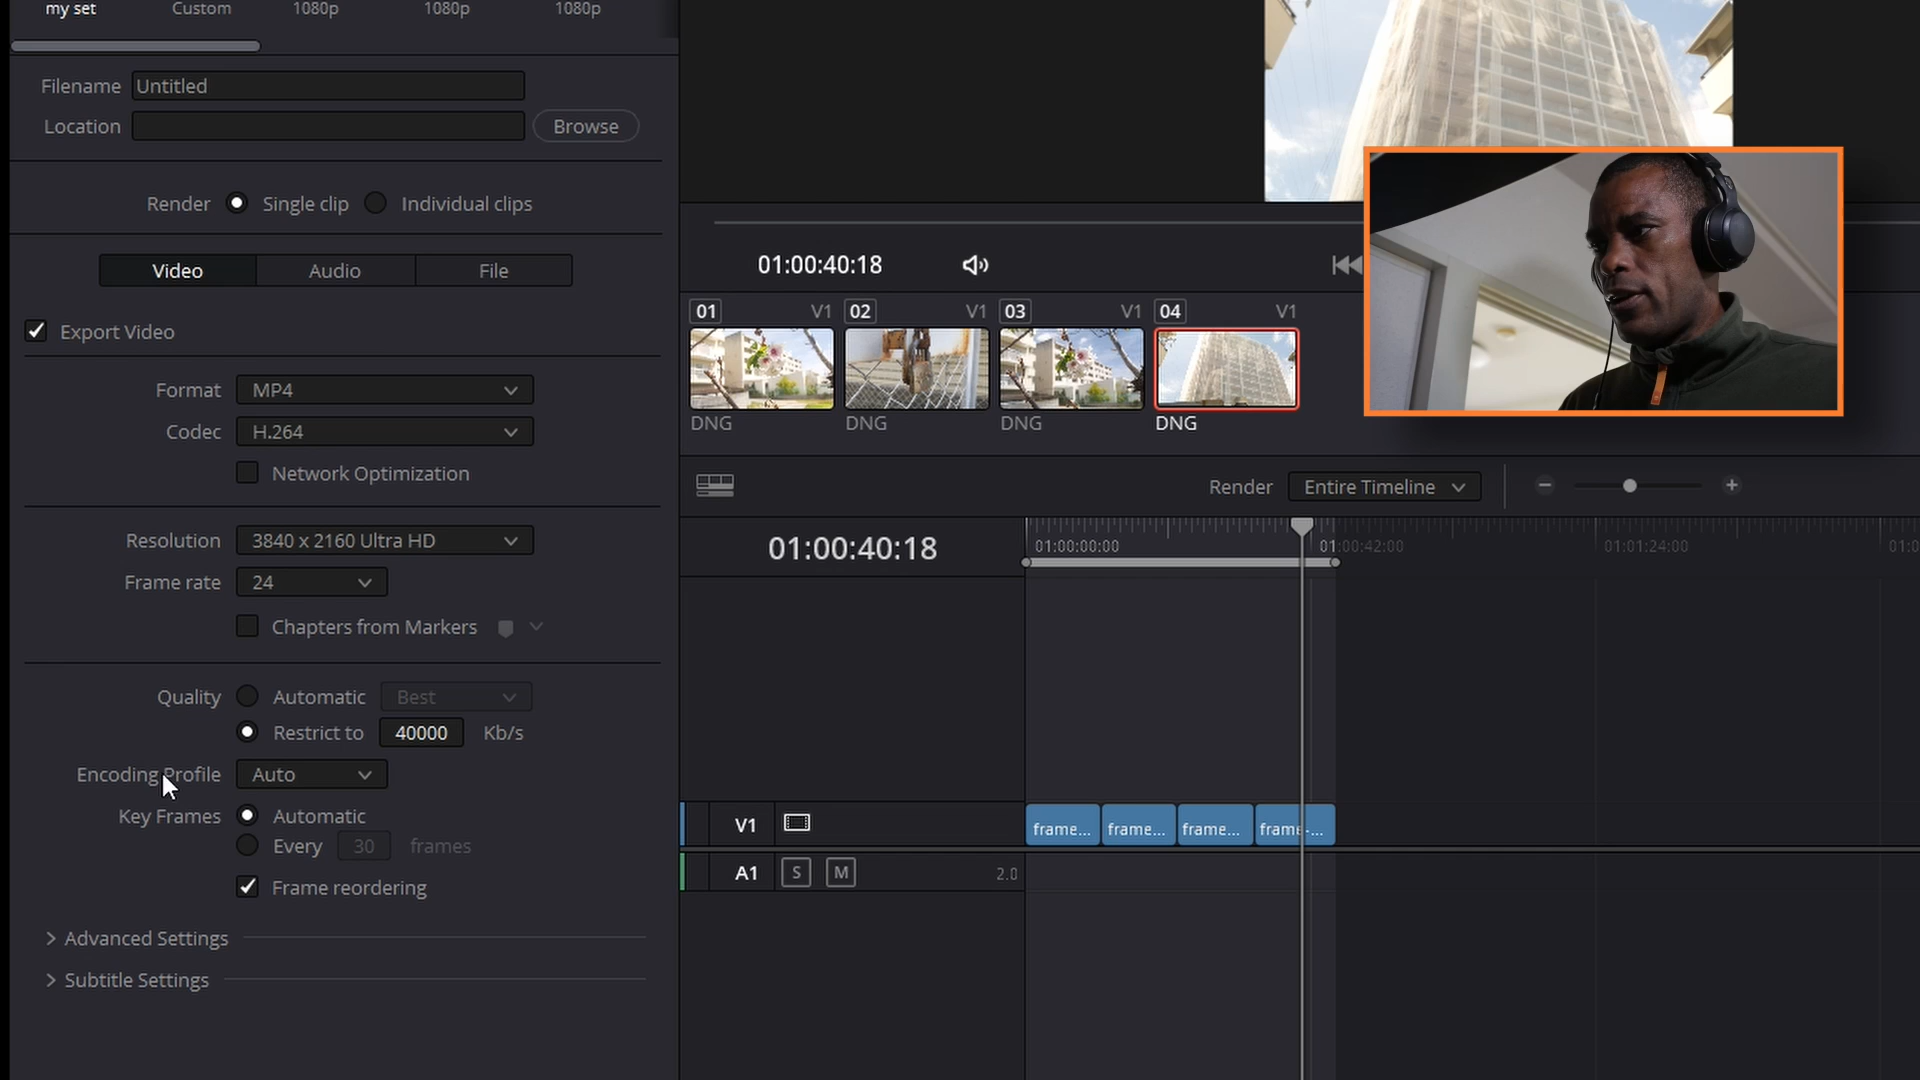 my set Custom 1080p 1080p 1080p
Filename Untitled
Location Browse
Render Single clip Individual clips
Video Audio File
Export Video
Format MP4
Codec H.264
Network Optimization
Resolution 3840 x 2160 Ultra HD
Frame rate 24
Chapters from Markers
Quality Automatic Best
Restrict to 40000 Kb/s
Encoding Profile Auto
Key Frames Automatic
Every 30 frames
Frame reordering
Advanced Settings
Subtitle Settings
01:00:40:18
01 V1 02 V1 03 V1 04 V1
DNG DNG DNG DNG
Render Entire Timeline
01:00:40:18
01:00:00:00 01:00:42:00 01:01:24:00
V1 frame... frame... frame...
A1 S M 2.0